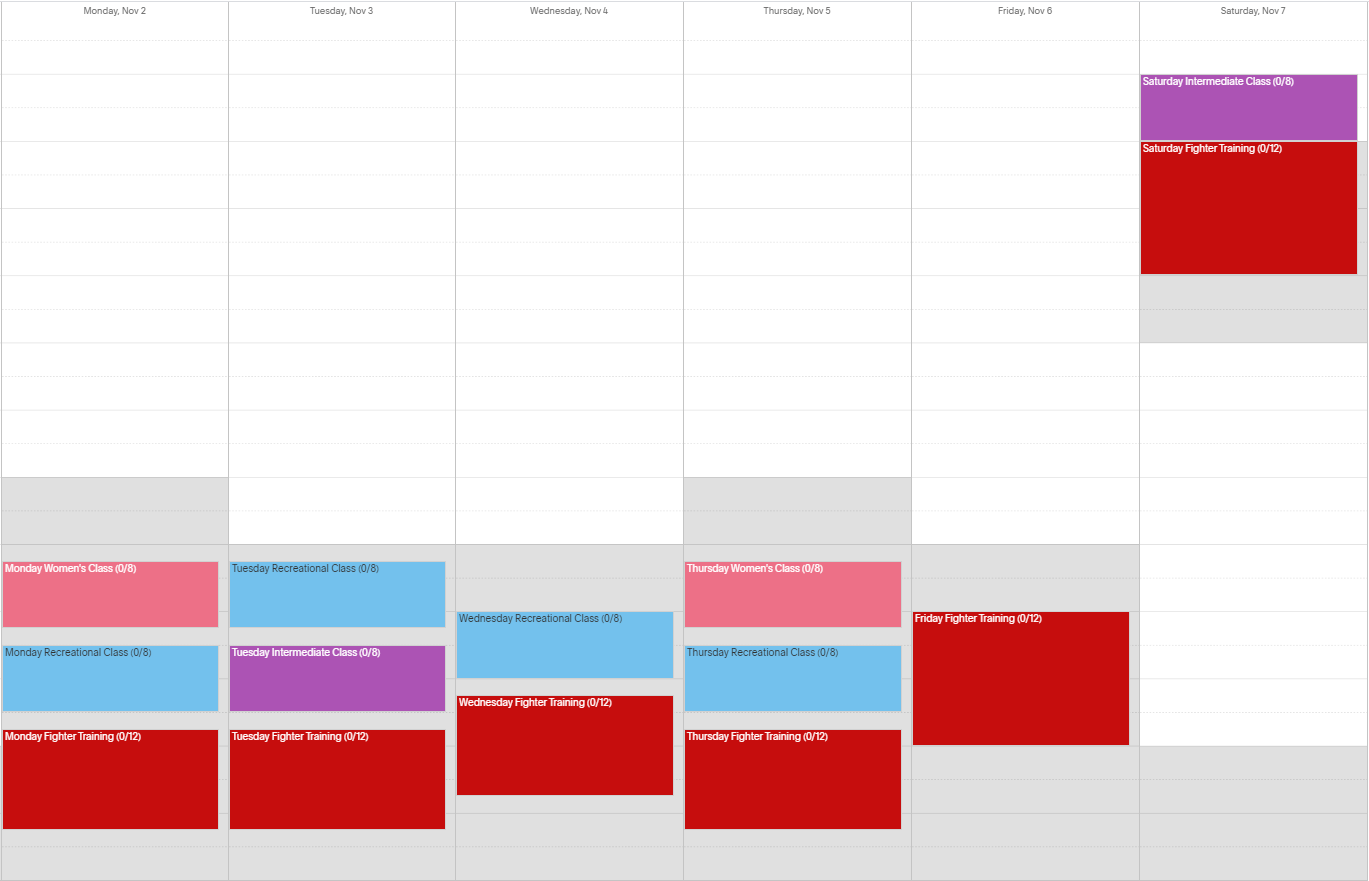 Monday, Nov 2
Tuesday, Nov 3
Wednesday, Nov 4
Thursday, Nov 5
Friday, Nov 6
Saturday, Nov 7
Saturday Intermediate Class (0/8)
Saturday Fighter Training (0/12)
Monday Women's Class (0/8)
Tuesday Recreational Class (0/8)
Thursday Women's Class (0/8)
Wednesday Recreational Class (0/8)
Friday Fighter Training (0/12)
Monday Recreational Class (0/8)
Tuesday Intermediate Class (0/8)
Thursday Recreational Class (0/8)
Wednesday Fighter Training (0/12)
Monday Fighter Training (0/12)
Tuesday Fighter Training (0/12)
Thursday Fighter Training (0/12)